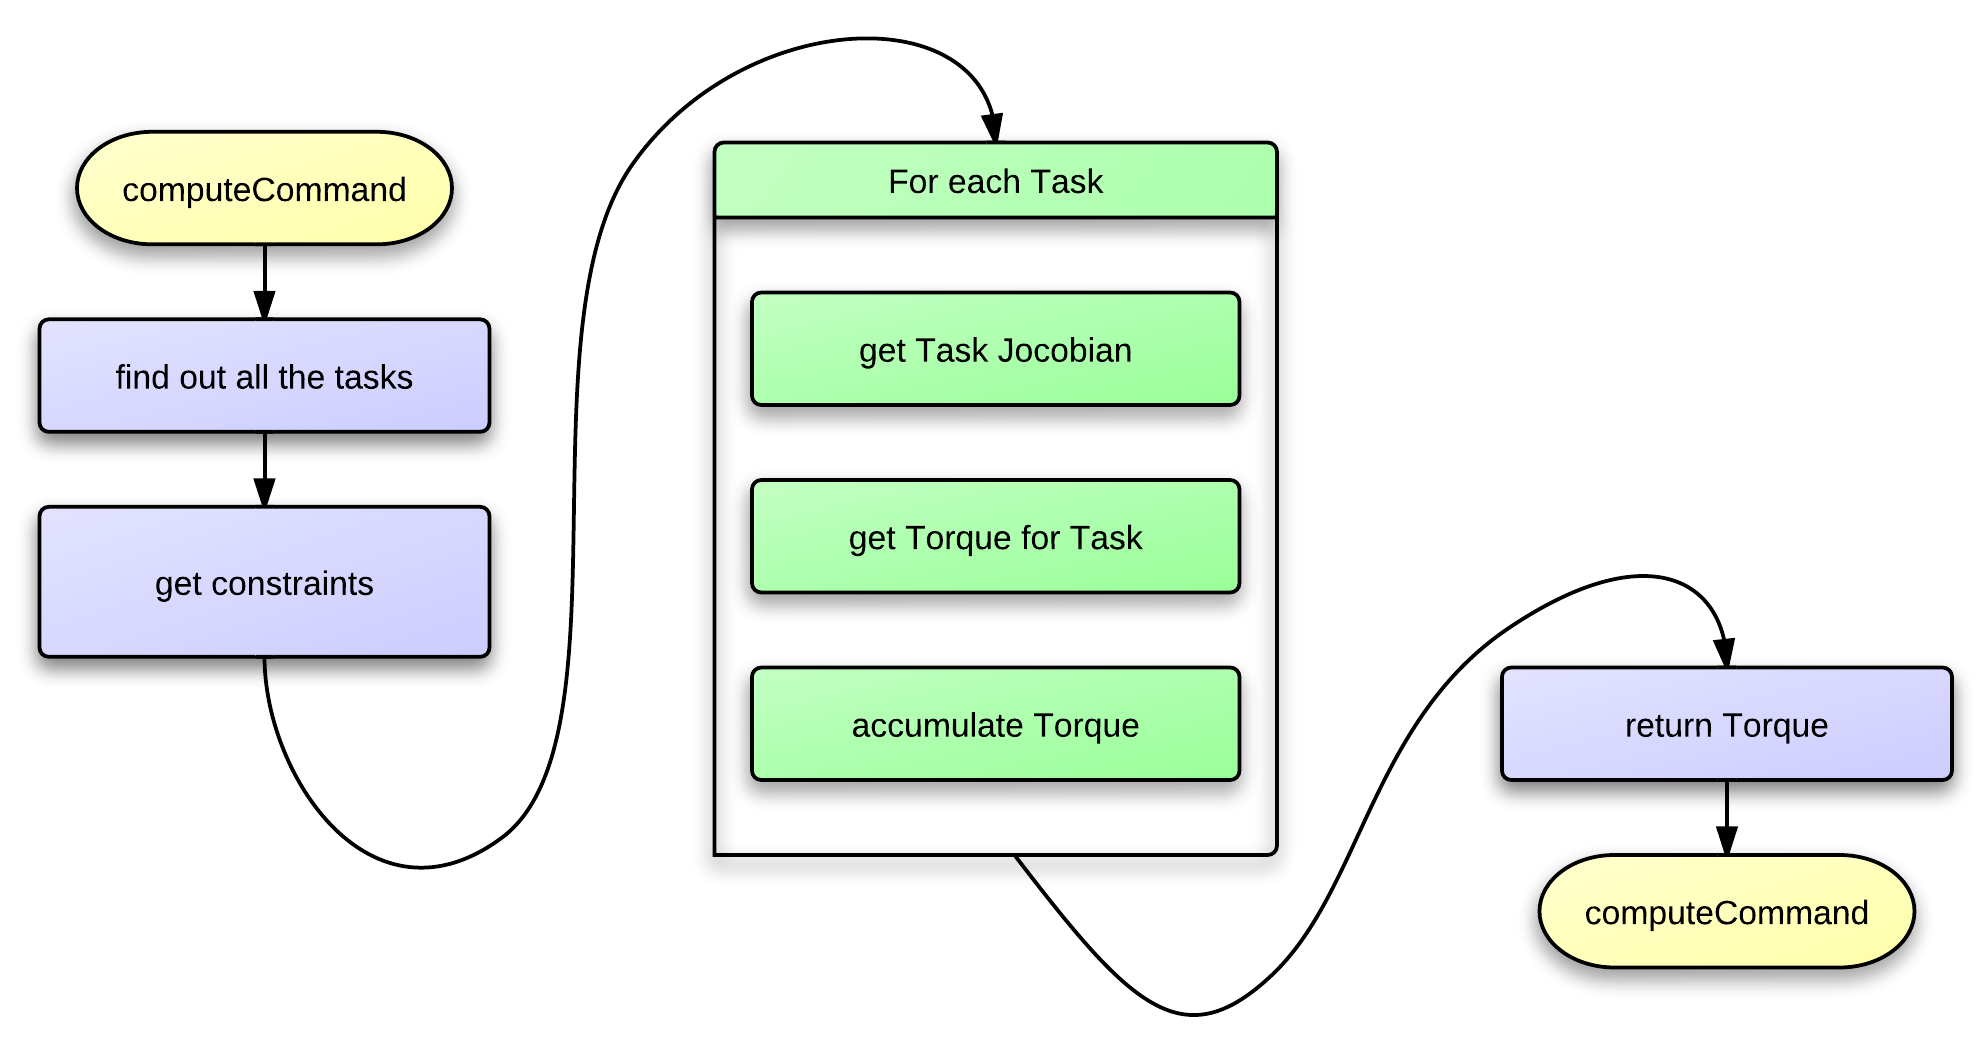 computeCommand
find out all the tasks
get constraints
For each Task
get Task Jocobian
get Torque for Task
accumulate Torque
return Torque
computeCommand